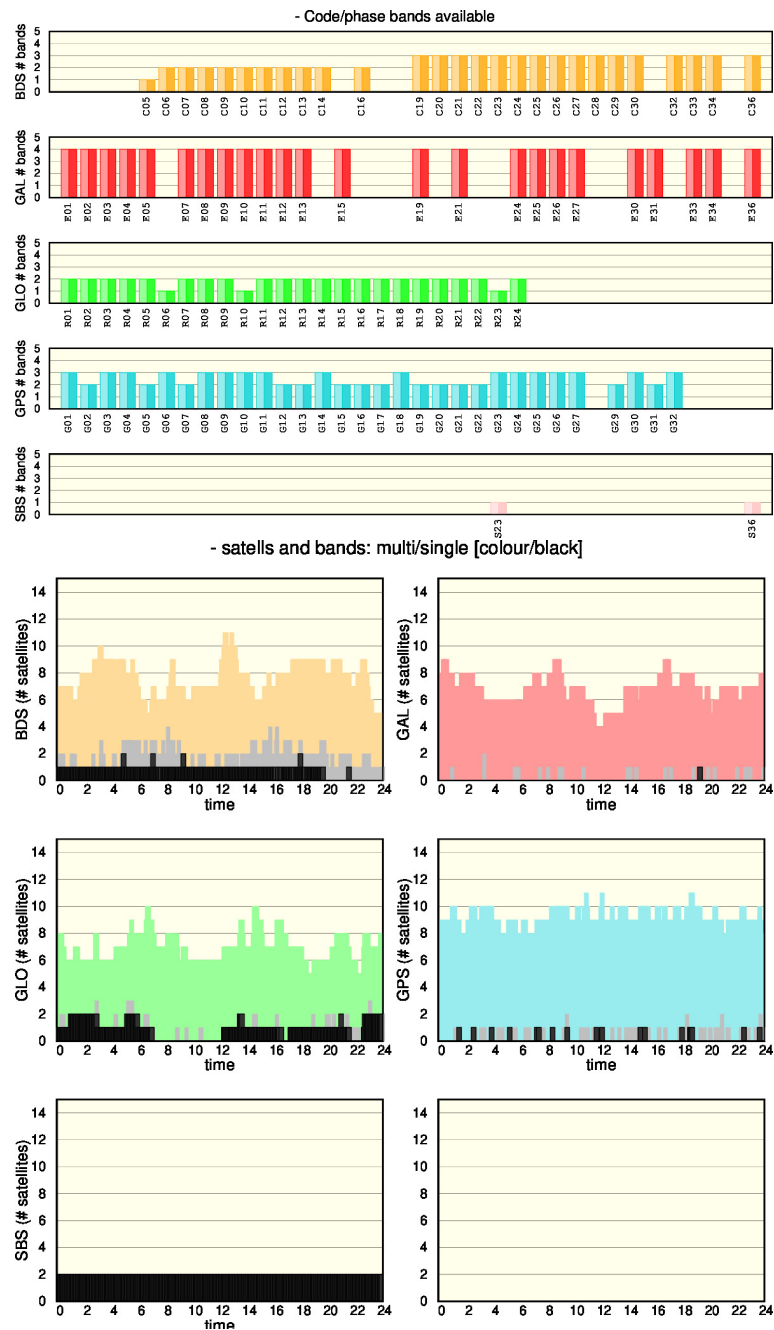 - Code/phase bands available
BDS # bands
5
4
3
2
1
0
C05 C06 C07 C08 C09 C10 C11 C12 C13 C14 C16 C19 C20 C21 C22 C23 C24 C25 C26 C27 C28 C29 C30 C32 C33 C34 C36
GAL # bands
5
4
3
2
1
0
E01 E02 E03 E04 E05 E07 E08 E09 E10 E11 E12 E13 E15 E19 E21 E24 E25 E26 E27 E30 E31 E33 E34 E36
GLO # bands
5
4
3
2
1
0
R01 R02 R03 R04 R05 R06 R07 R08 R09 R10 R11 R12 R13 R14 R15 R16 R17 R18 R19 R20 R21 R22 R23 R24
GPS # bands
5
4
3
2
1
0
G01 G02 G03 G04 G05 G06 G07 G08 G09 G10 G11 G12 G13 G14 G15 G16 G17 G18 G19 G20 G21 G22 G23 G24 G25 G26 G27 G29 G30 G31 G32
SBS # bands
5
4
3
2
1
0
S23 S36
- satells and bands: multi/single [colour/black]
BDS (# satellites)
14
12
10
8
6
4
2
0
0 2 4 6 8 10 12 14 16 18 20 22 24
time
GAL (# satellites)
14
12
10
8
6
4
2
0
0 2 4 6 8 10 12 14 16 18 20 22 24
time
GLO (# satellites)
14
12
10
8
6
4
2
0
0 2 4 6 8 10 12 14 16 18 20 22 24
time
GPS (# satellites)
14
12
10
8
6
4
2
0
0 2 4 6 8 10 12 14 16 18 20 22 24
time
SBS (# satellites)
14
12
10
8
6
4
2
0
0 2 4 6 8 10 12 14 16 18 20 22 24
time
14
12
10
8
6
4
2
0
0 2 4 6 8 10 12 14 16 18 20 22 24